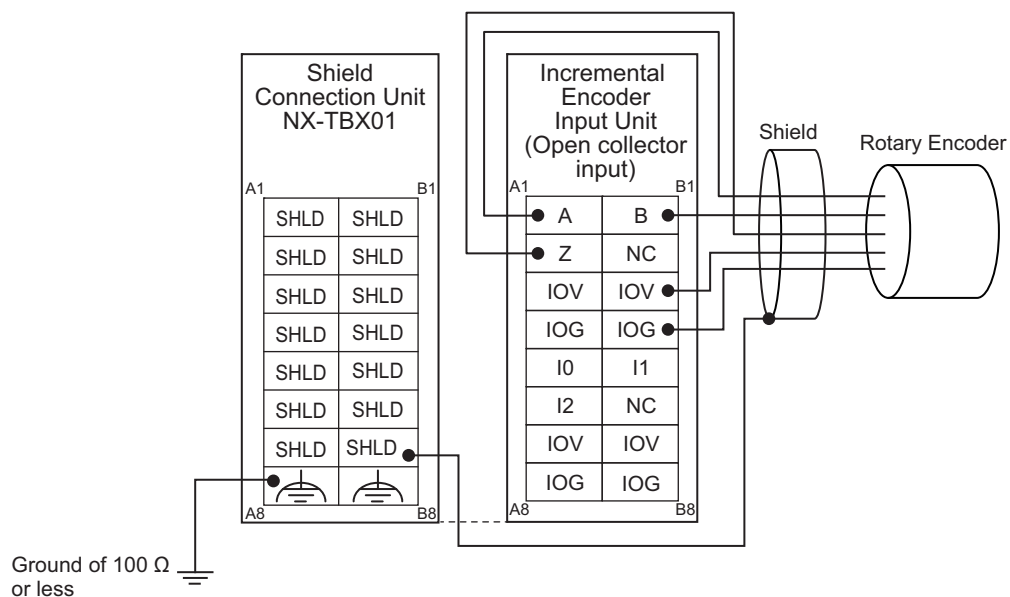 Shield
Connection Unit
NX-TBX01
A1
B1
SHLD SHLD
SHLD SHLD
SHLD SHLD
SHLD SHLD
SHLD SHLD
SHLD SHLD
SHLD SHLD
A8
B8
Ground of 100 Ω
or less
Incremental
Encoder
Input Unit
(Open collector
input)
A1
B1
A B
Z NC
IOV IOV
IOG IOG
I0 I1
I2 NC
IOV IOV
IOG IOG
A8
B8
Shield
Rotary Encoder